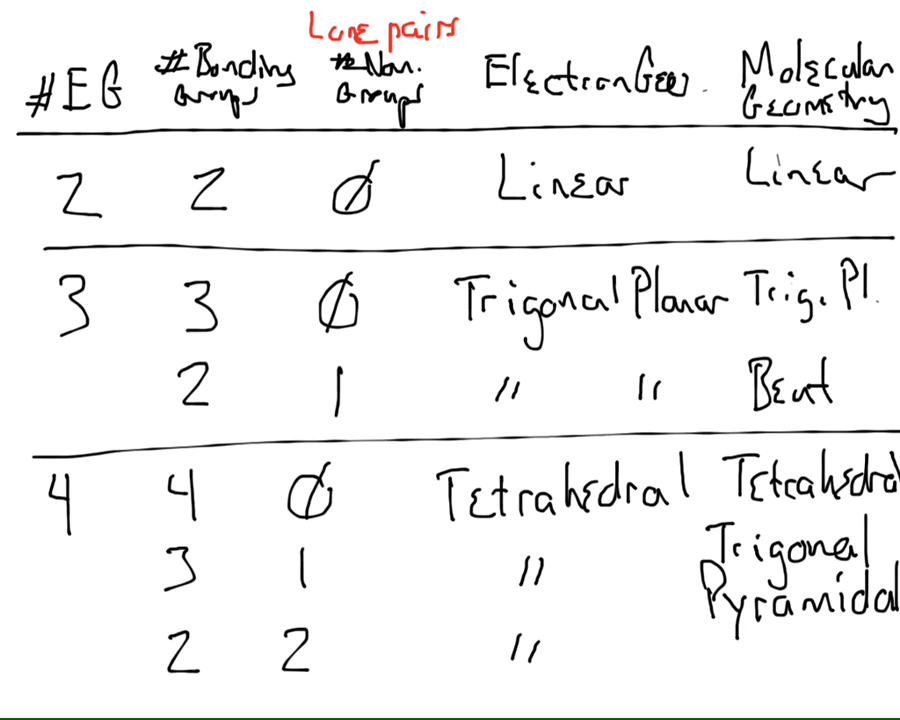 Lone pairs
#EG #Bonding Groups #Non. Groups Electron Geo. Molecular Geometry
2 2 Ø Linear Linear
3 3 Ø Trigonal Planar Trig. Pl.
2 1 " " Bent
4 4 Ø Tetrahedral Tetrahedral
3 1 " Trigonal Pyramidal
2 2 "